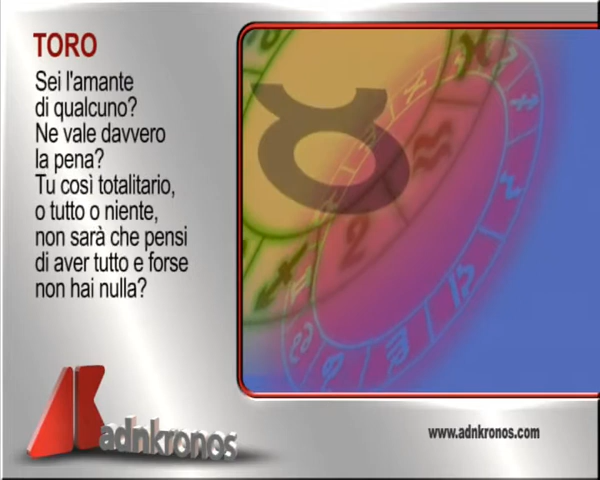 TORO
Sei l'amante
di qualcuno?
Ne vale davvero
la pena?
Tu così totalitario,
o tutto o niente,
non sarà che pensi
di aver tutto e forse
non hai nulla?
adnkronos
www.adnkronos.com